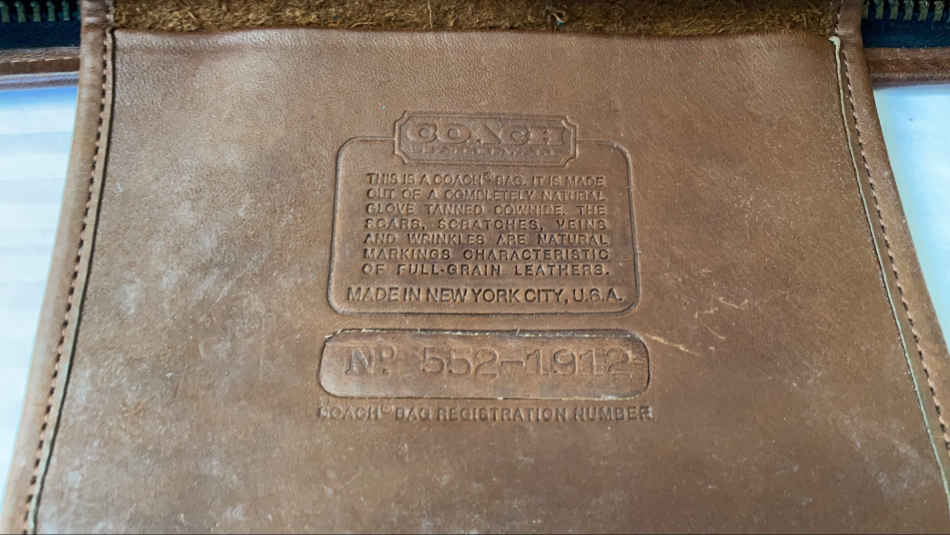 COACH
THIS IS A COACH® BAG. IT IS MADE
OUT OF A COMPLETELY NATURAL
GLOVE TANNED COWHIDE. THE
SCARS, SCRATCHES, VEINS
AND WRINKLES ARE NATURAL
MARKINGS CHARACTERISTIC
OF FULL-GRAIN LEATHERS.
MADE IN NEW YORK CITY, U.S.A.
Nº 552-1912
COACH® BAG REGISTRATION NUMBER